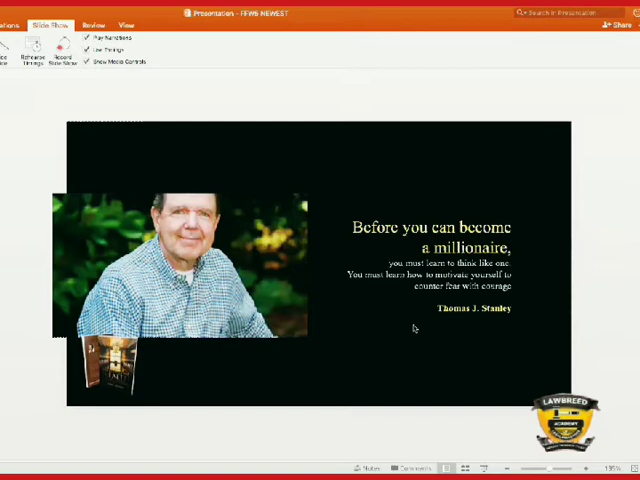 Presentation - FFWB NEWEST
Search in Presentation
Slide Show
Review
View
Share
Play Narrations
Use Timings
Show Media Controls
Rehearse Timings
Record Slide Show
Before you can become
a millionaire,
you must learn to think like one.
You must learn how to motivate yourself to
counter fear with courage
Thomas J. Stanley
LAWBREED
ACADEMY
Notes
Comments
135%